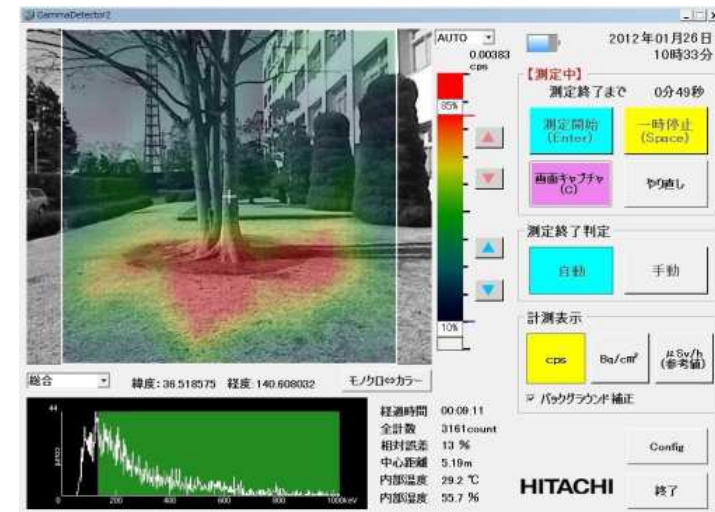 GammaDetector2
AUTO
0.00383
cps
85%
10%
2012年01月26日
10時33分
【測定中】
測定終了まで 0分49秒
測定開始
(Enter)
一時停止
(Space)
画面キャプチャ
(C)
やり直し
測定終了判定
自動
手動
計測表示
cps
Bq/c㎡
μSv/h
(参考値)
バックグラウンド補正
総合
緯度:36.518575 経度:140.608032
モノクロ⇔カラー
44
count
0
200
400
600
800
1000keV
経過時間 00:09:11
全計数 3161count
相対誤差 13 %
中心距離 5.19m
内部温度 29.2 ℃
内部湿度 55.7 %
HITACHI
Config
終了